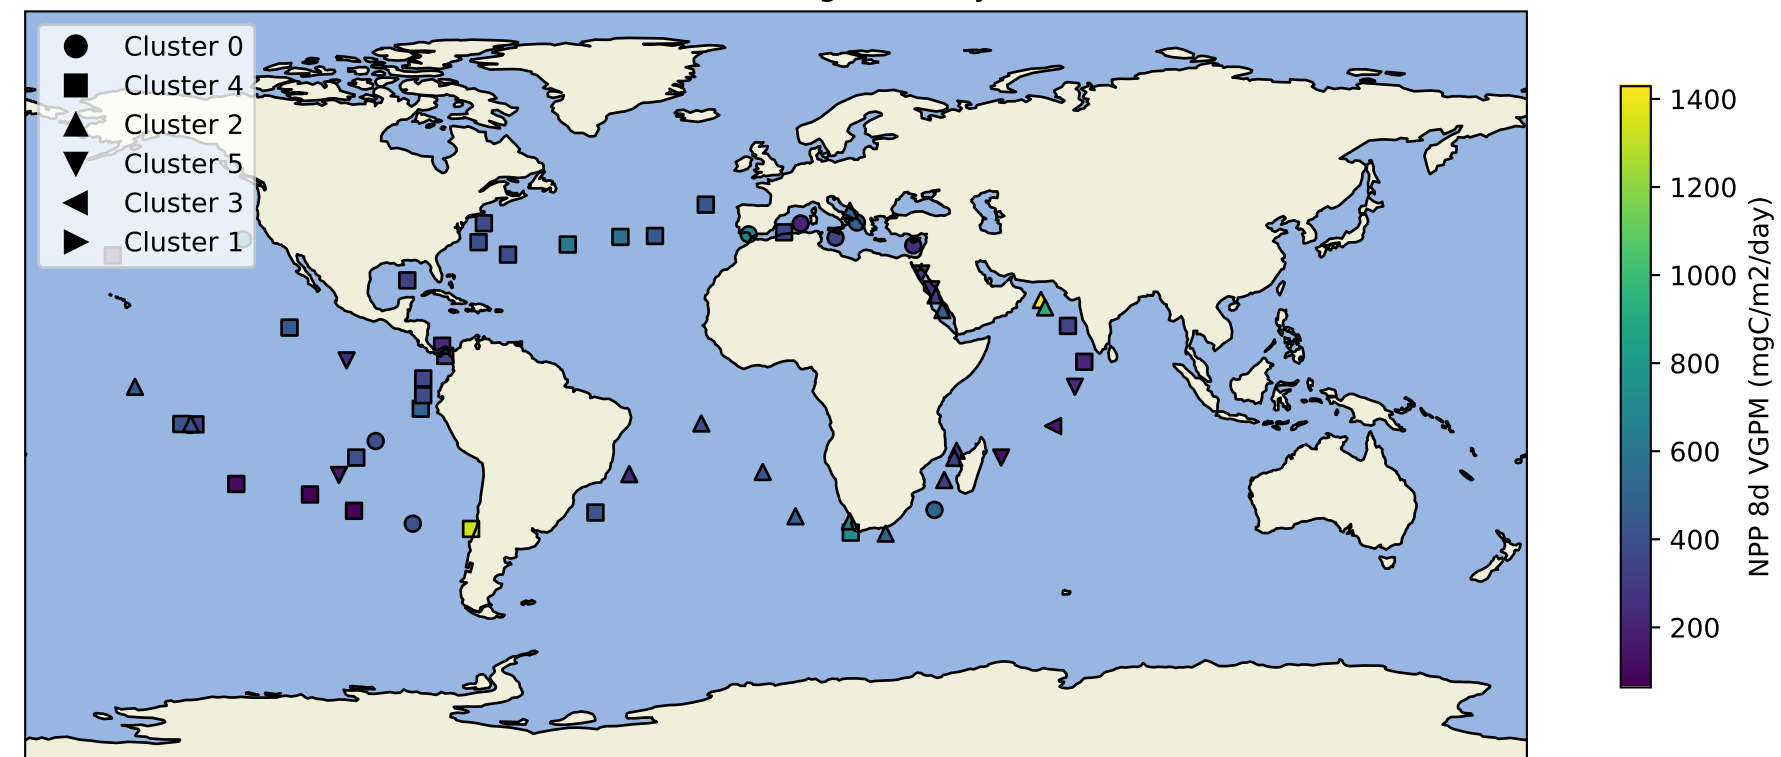 Cluster 0
Cluster 4
Cluster 2
Cluster 5
Cluster 3
Cluster 1
1400
1200
1000
800
600
400
200
NPP 8d VGPM (mgC/m2/day)